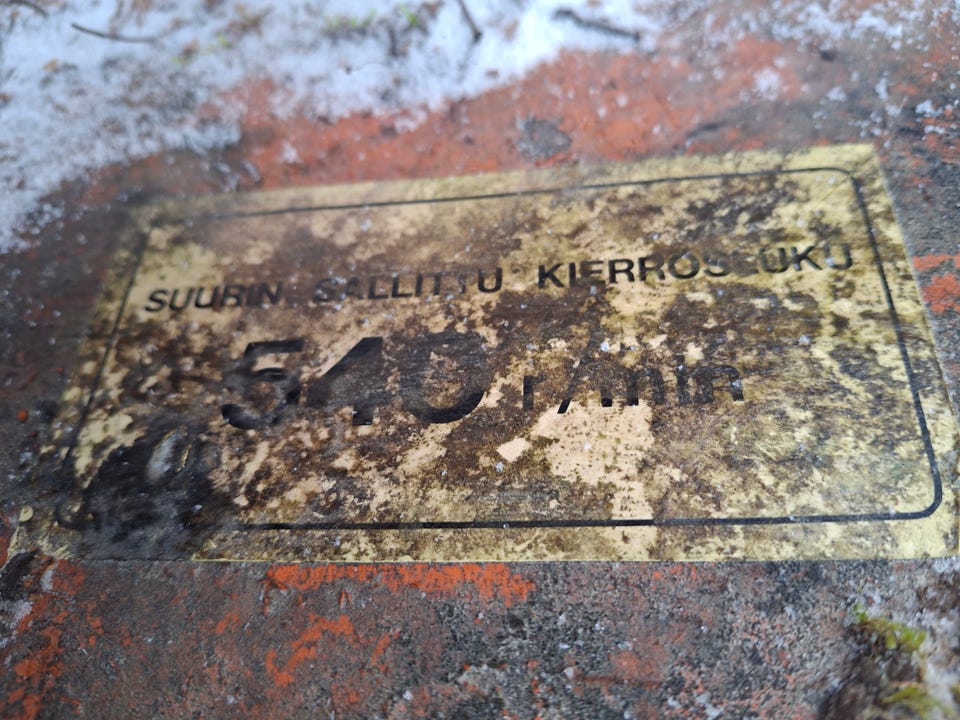 SUURIN SALLITTU KIERROSLUKU
540 r/min